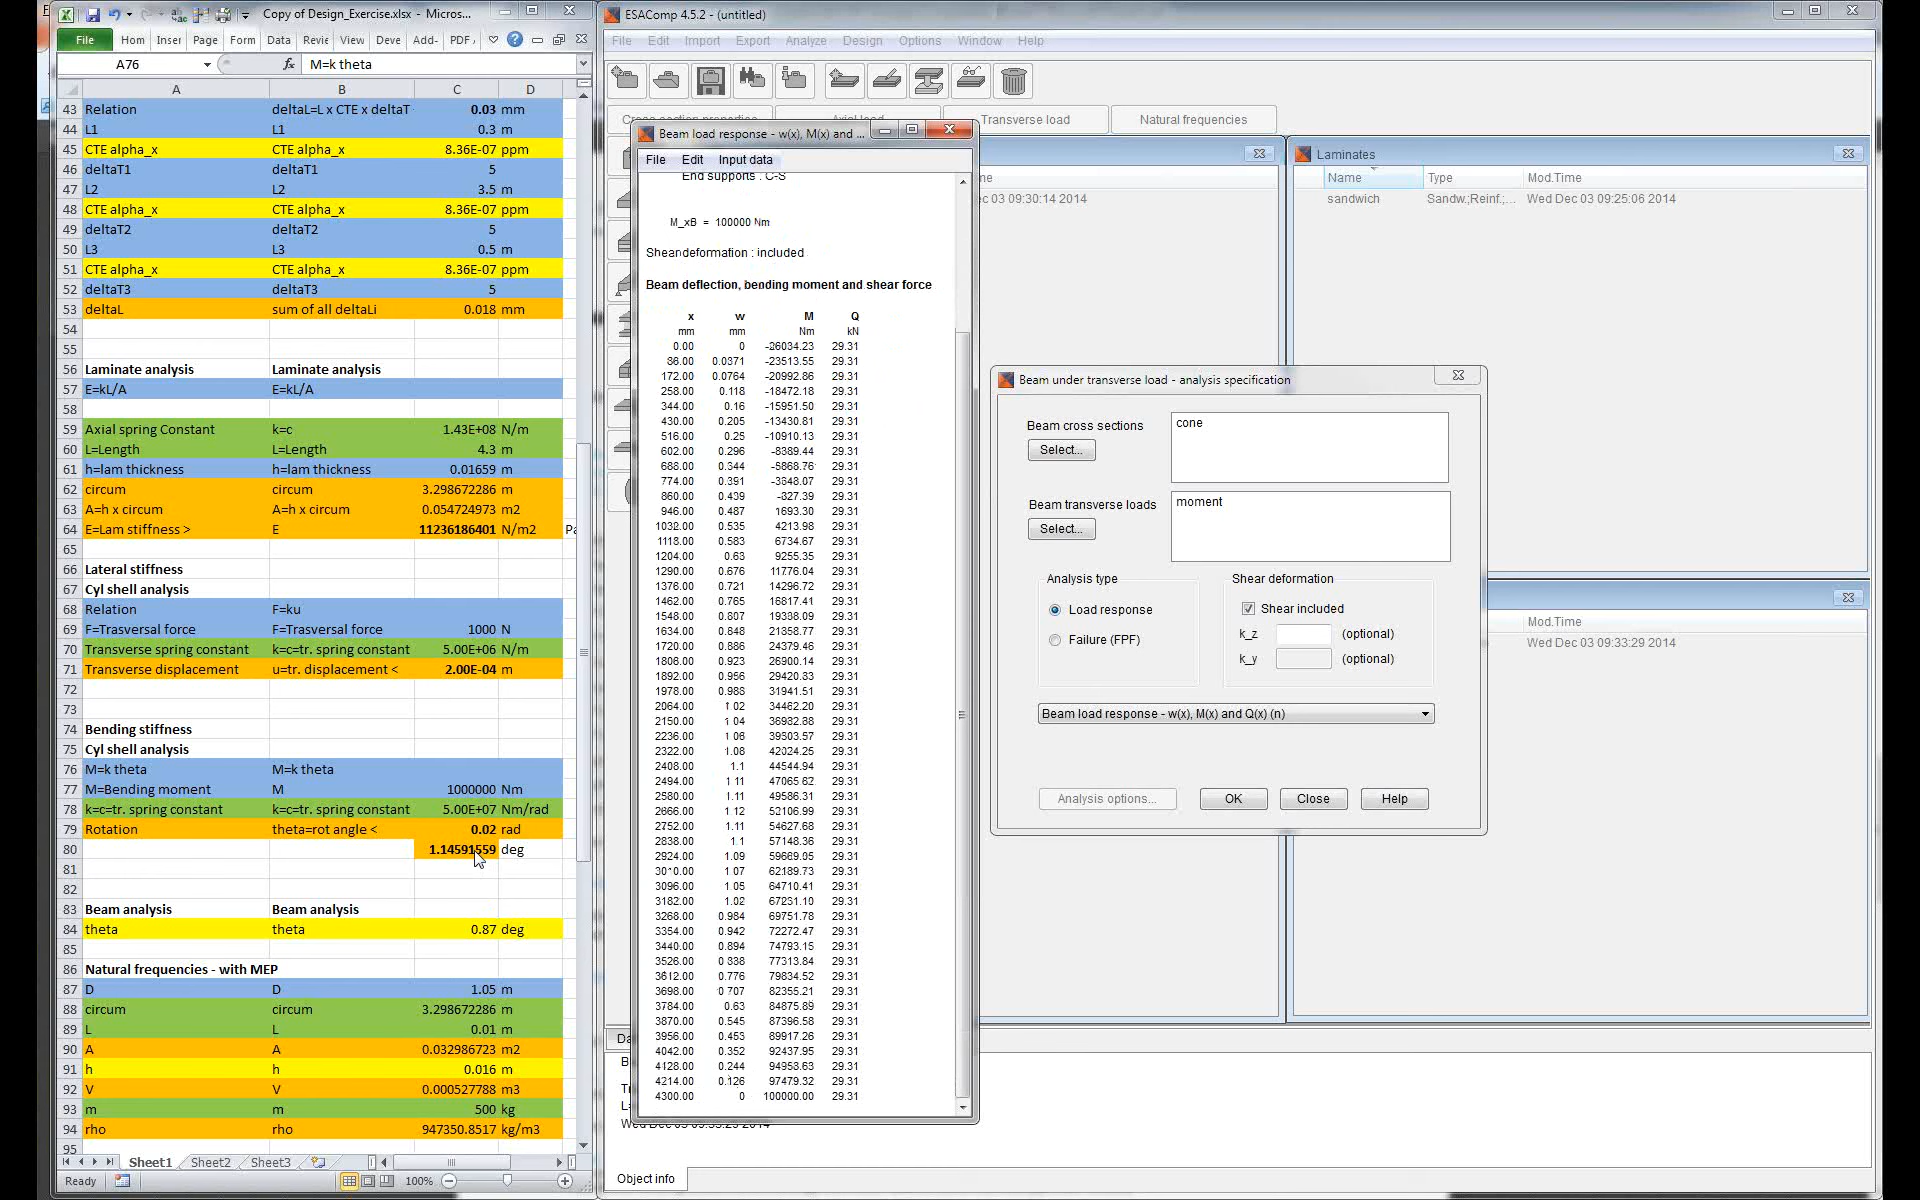 Copy of Design_Exercise.xlsx - Micros...
File Hom Inser Page Form Data Revie View Deve Add- PDF
A76 fx M=k theta
A B C D
43 Relation deltaL=L x CTE x deltaT 0.03 mm
44 L1 L1 0.3 m
45 CTE alpha_x CTE alpha_x 8.36E-07 ppm
46 deltaT1 deltaT1 5
47 L2 L2 3.5 m
48 CTE alpha_x CTE alpha_x 8.36E-07 ppm
49 deltaT2 deltaT2 5
50 L3 L3 0.5 m
51 CTE alpha_x CTE alpha_x 8.36E-07 ppm
52 deltaT3 deltaT3 5
53 deltaL sum of all deltaLi 0.018 mm
54
55
56 Laminate analysis Laminate analysis
57 E=kL/A E=kL/A
58
59 Axial spring Constant k=c 1.43E+08 N/m
60 L=Length L=Length 4.3 m
61 h=lam thickness h=lam thickness 0.01659 m
62 circum circum 3.298672286 m
63 A=h x circum A=h x circum 0.054724973 m2
64 E=Lam stiffness > E 11236186401 N/m2 Pa
65
66 Lateral stiffness
67 Cyl shell analysis
68 Relation F=ku
69 F=Trasversal force F=Trasversal force 1000 N
70 Transverse spring constant k=c=tr. spring constant 5.00E+06 N/m
71 Transverse displacement u=tr. displacement < 2.00E-04 m
72
73
74 Bending stiffness
75 Cyl shell analysis
76 M=k theta M=k theta
77 M=Bending moment M 1000000 Nm
78 k=c=tr. spring constant k=c=tr. spring constant 5.00E+07 Nm/rad
79 Rotation theta=rot angle < 0.02 rad
80 1.14591559 deg
81
82
83 Beam analysis Beam analysis
84 theta theta 0.87 deg
85
86 Natural frequencies - with MEP
87 D D 1.05 m
88 circum circum 3.298672286 m
89 L L 0.01 m
90 A A 0.032986723 m2
91 h h 0.016 m
92 V V 0.000527788 m3
93 m m 500 kg
94 rho rho 947350.8517 kg/m3
95
Sheet1 Sheet2 Sheet3
Ready 100%
ESAComp 4.5.2 - (untitled)
File Edit Import Export Analyze Design Options Window Help
Transverse load Natural frequencies
Beam load response - w(x), M(x) and ...
File Edit Input data
End supports : C-S
M_xB = 100000 Nm
Shear deformation : included
Beam deflection, bending moment and shear force
x w M Q
mm mm Nm kN
0.00 0 -26034.23 29.31
86.00 0.0371 -23513.55 29.31
172.00 0.0764 -20992.86 29.31
258.00 0.118 -18472.18 29.31
344.00 0.16 -15951.50 29.31
430.00 0.205 -13430.81 29.31
516.00 0.25 -10910.13 29.31
602.00 0.296 -8389.44 29.31
688.00 0.344 -5868.76 29.31
774.00 0.391 -3348.07 29.31
860.00 0.439 -827.39 29.31
946.00 0.487 1693.30 29.31
1032.00 0.535 4213.98 29.31
1118.00 0.583 6734.67 29.31
1204.00 0.63 9255.35 29.31
1290.00 0.676 11776.04 29.31
1376.00 0.721 14296.72 29.31
1462.00 0.765 16817.41 29.31
1548.00 0.807 19338.09 29.31
1634.00 0.848 21858.77 29.31
1720.00 0.886 24379.46 29.31
1806.00 0.923 26900.14 29.31
1892.00 0.956 29420.83 29.31
1978.00 0.988 31941.51 29.31
2064.00 1.02 34462.20 29.31
2150.00 1.04 36982.88 29.31
2236.00 1.06 39503.57 29.31
2322.00 1.08 42024.25 29.31
2408.00 1.1 44544.94 29.31
2494.00 1.11 47065.62 29.31
2580.00 1.11 49586.31 29.31
2666.00 1.12 52106.99 29.31
2752.00 1.11 54627.68 29.31
2838.00 1.1 57148.36 29.31
2924.00 1.09 59669.05 29.31
3010.00 1.07 62189.73 29.31
3096.00 1.05 64710.41 29.31
3182.00 1.02 67231.10 29.31
3268.00 0.984 69751.78 29.31
3354.00 0.942 72272.47 29.31
3440.00 0.894 74793.15 29.31
3526.00 0.838 77313.84 29.31
3612.00 0.776 79834.52 29.31
3698.00 0.707 82355.21 29.31
3784.00 0.63 84875.89 29.31
3870.00 0.545 87396.58 29.31
3956.00 0.453 89917.26 29.31
4042.00 0.352 92437.95 29.31
4128.00 0.244 94958.63 29.31
4214.00 0.126 97479.32 29.31
4300.00 0 100000.00 29.31
c 03 09:30:14 2014
Laminates
Name Type Mod.Time
sandwich Sandw.;Reinf.;... Wed Dec 03 09:25:06 2014
Beam under transverse load - analysis specification
Beam cross sections cone
Select...
Beam transverse loads moment
Select...
Analysis type Shear deformation
Load response Shear included
Failure (FPF) k_z (optional)
k_y (optional)
Beam load response - w(x), M(x) and Q(x) (n)
Analysis options... OK Close Help
Mod.Time
Wed Dec 03 09:33:29 2014
Object info